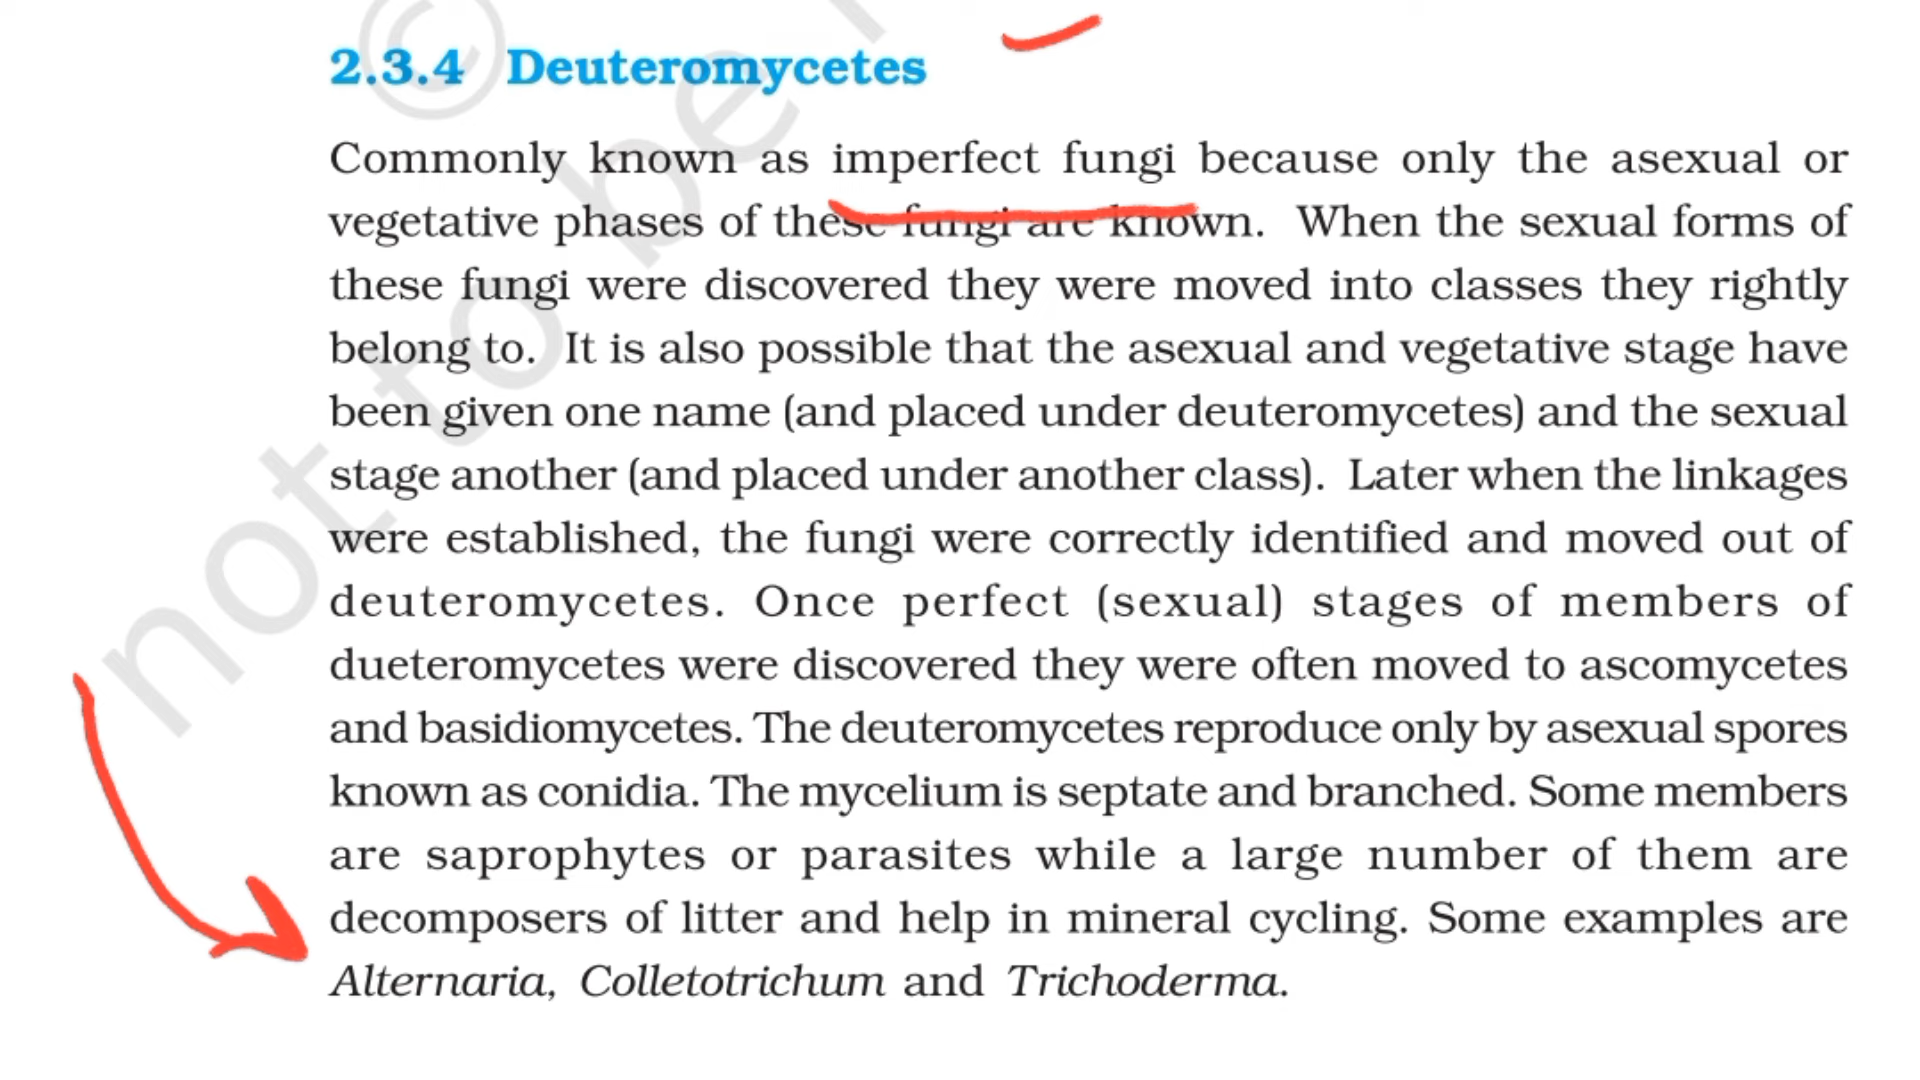 2.3.4 Deuteromycetes
Commonly known as imperfect fungi because only the asexual or
vegetative phases of these fungi are known. When the sexual forms of
these fungi were discovered they were moved into classes they rightly
belong to. It is also possible that the asexual and vegetative stage have
been given one name (and placed under deuteromycetes) and the sexual
stage another (and placed under another class). Later when the linkages
were established, the fungi were correctly identified and moved out of
deuteromycetes. Once perfect (sexual) stages of members of
dueteromycetes were discovered they were often moved to ascomycetes
and basidiomycetes. The deuteromycetes reproduce only by asexual spores
known as conidia. The mycelium is septate and branched. Some members
are saprophytes or parasites while a large number of them are
decomposers of litter and help in mineral cycling. Some examples are
Alternaria, Colletotrichum and Trichoderma.
© not to be